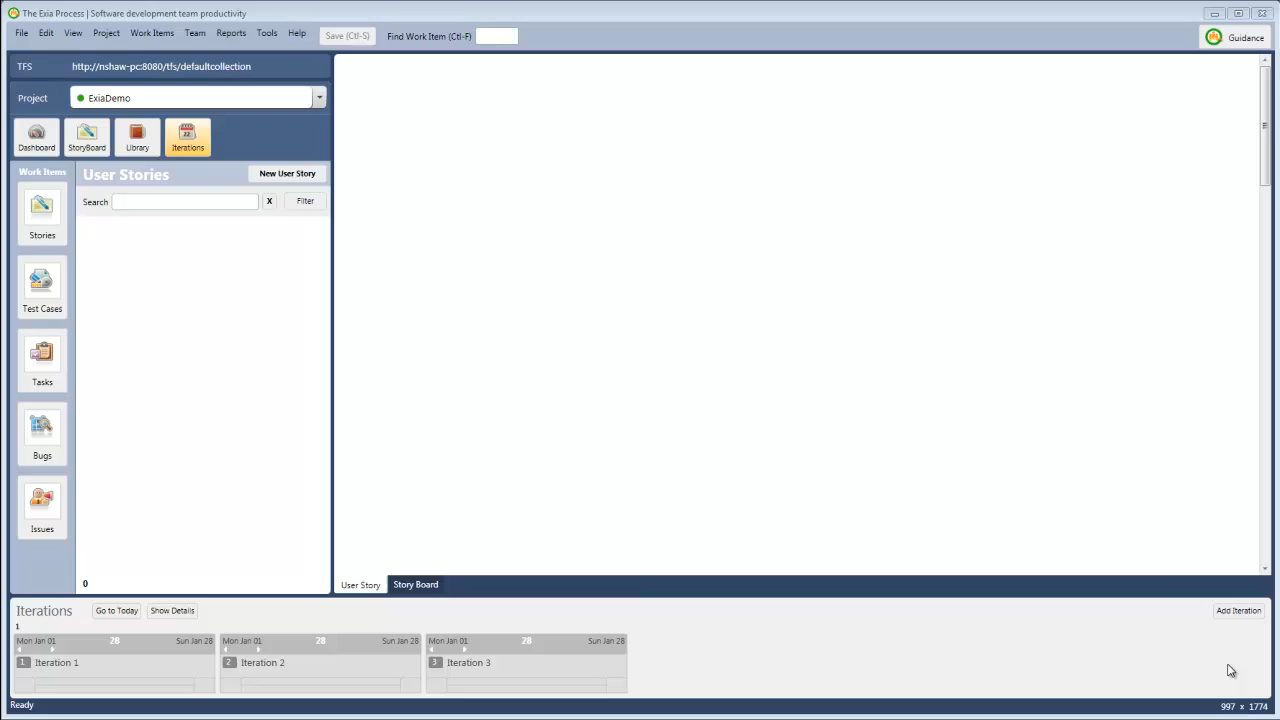 The Exia Process | Software development team productivity
File Edit View Project Work Items Team Reports Tools Help Save (Ctl-S) Find Work Item (Ctl-F) Guidance
TFS http://nshaw-pc:8080/tfs/defaultcollection
Project ExiaDemo
Dashboard StoryBoard Library Iterations
22
Work Items User Stories New User Story
Search X Filter
Stories
Test Cases
Tasks
Bugs
Issues
0
User Story Story Board
Iterations Go to Today Show Details Add Iteration
1
Mon Jan 01 28 Sun Jan 28 Mon Jan 01 28 Sun Jan 28 Mon Jan 01 28 Sun Jan 28
1 Iteration 1 2 Iteration 2 3 Iteration 3
Ready 997 x 1774